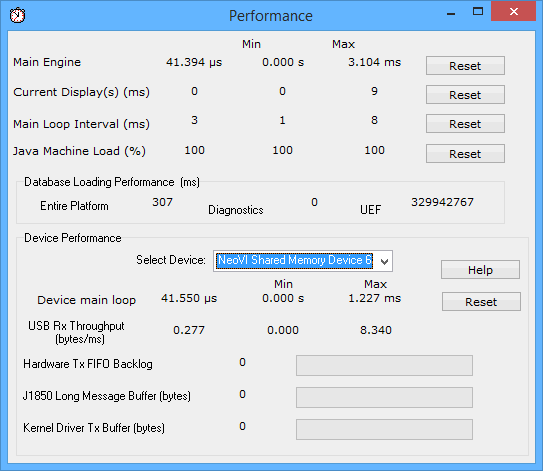 Performance
Min Max
Main Engine 41.394 µs 0.000 s 3.104 ms Reset
Current Display(s) (ms) 0 0 9 Reset
Main Loop Interval (ms) 3 1 8 Reset
Java Machine Load (%) 100 100 100 Reset
Database Loading Performance (ms)
Entire Platform 307 Diagnostics 0 UEF 329942767
Device Performance
Select Device: NeoVI Shared Memory Device 6
Help
Min Max
Device main loop 41.550 µs 0.000 s 1.227 ms Reset
USB Rx Throughput
(bytes/ms) 0.277 0.000 8.340
Hardware Tx FIFO Backlog 0
J1850 Long Message Buffer (bytes) 0
Kernel Driver Tx Buffer (bytes) 0